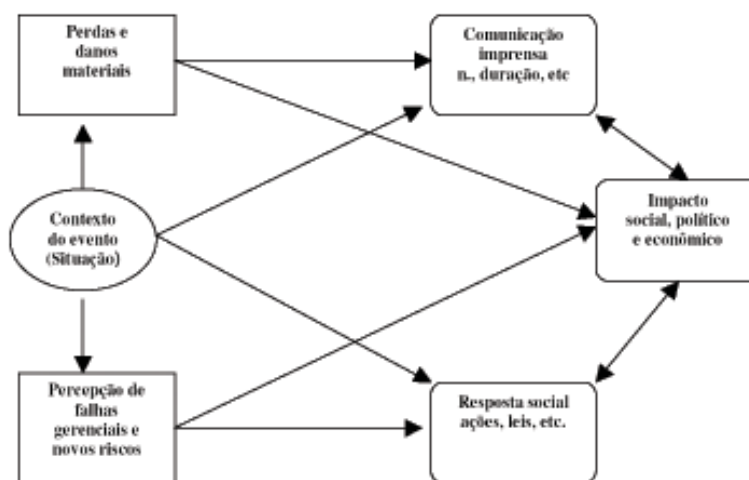 Perdas e
danos
materiais
Comunicação
imprensa
n., duração, etc
Contexto
do evento
(Situação)
Impacto
social, político
e econômico
Percepção de
falhas
gerenciais e
novos riscos
Resposta social
ações, leis, etc.